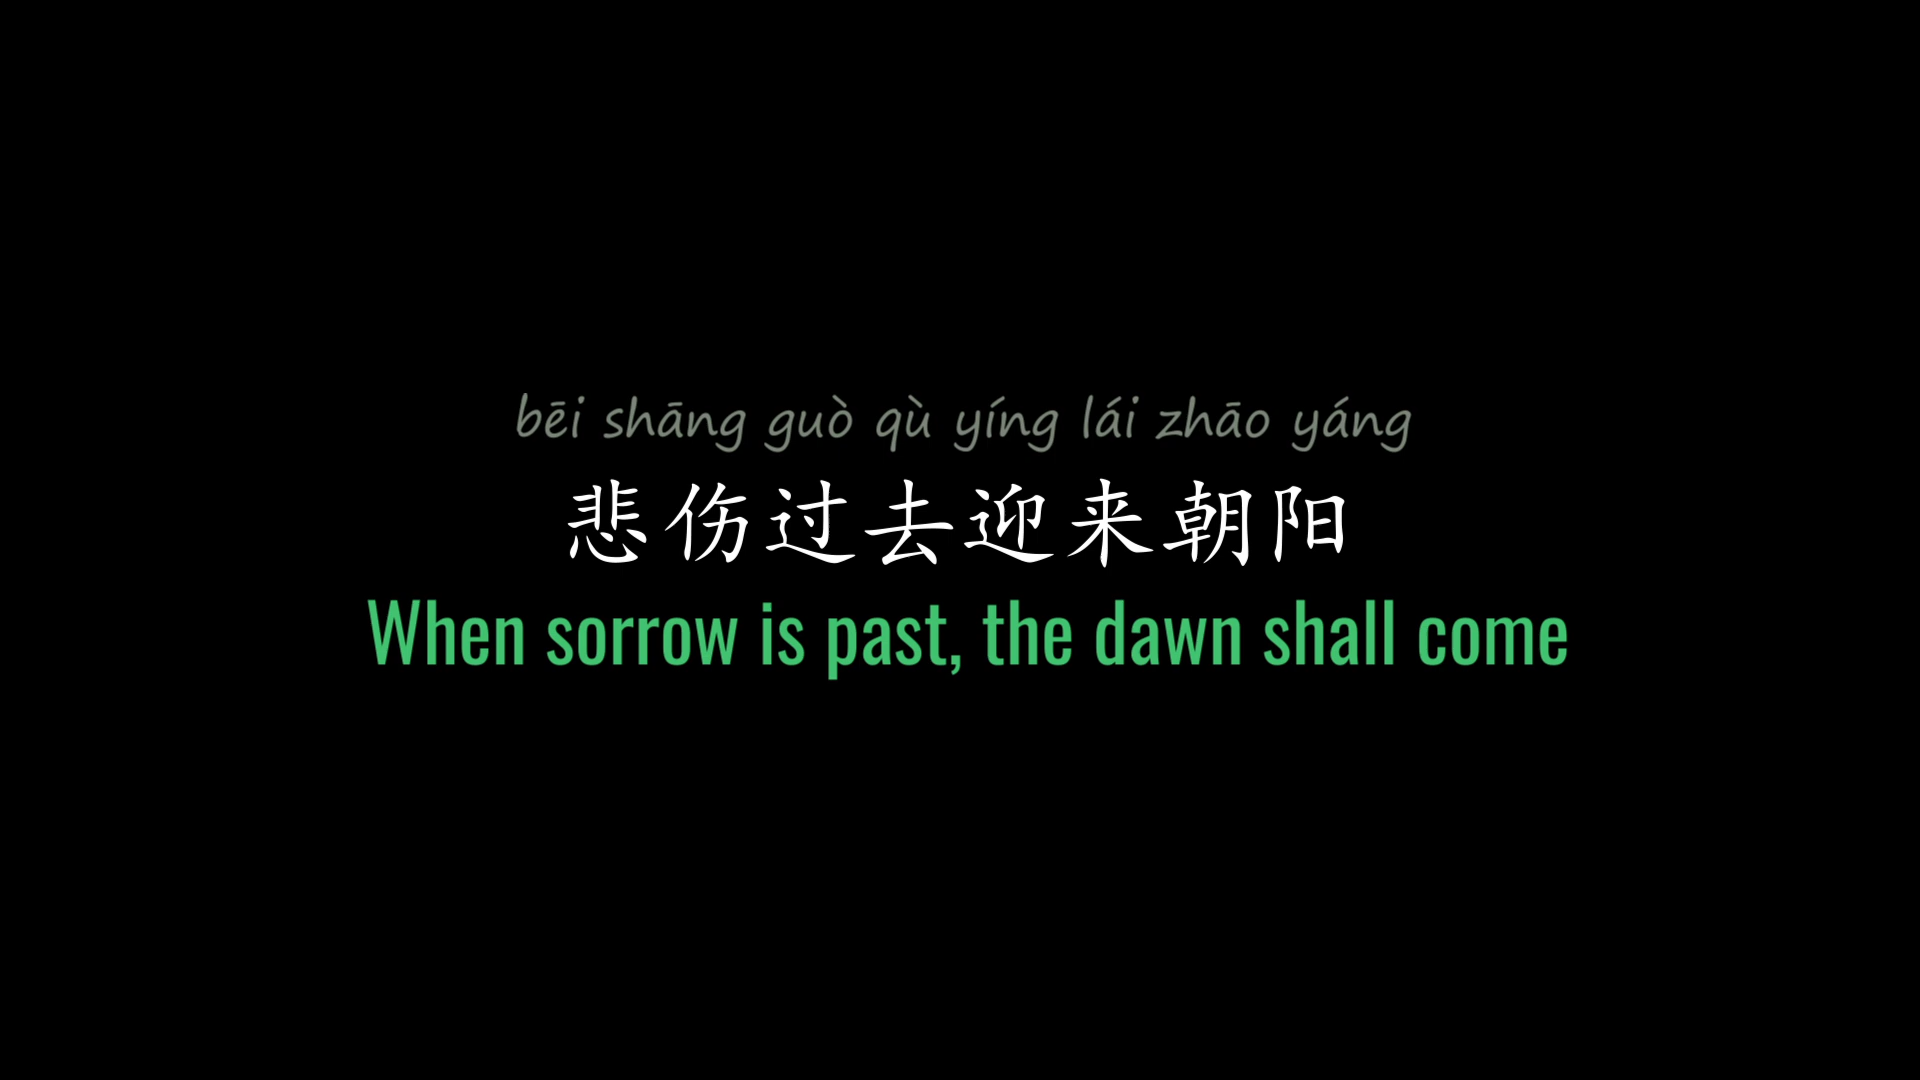 bēi shāng guò qù yíng lái zhāo yáng
悲伤过去迎来朝阳
When sorrow is past, the dawn shall come